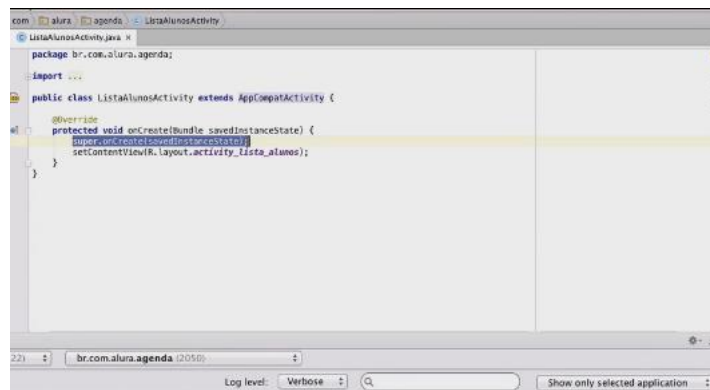 com alura agenda ListaAlunosActivity
ListaAlunosActivity.java ×
package br.com.alura.agenda;
import ...
public class ListaAlunosActivity extends AppCompatActivity {
@Override
protected void onCreate(Bundle savedInstanceState) {
super.onCreate(savedInstanceState);
setContentView(R.layout.activity_lista_alunos);
}
}
22) br.com.alura.agenda (2050)
Log level: Verbose Show only selected application